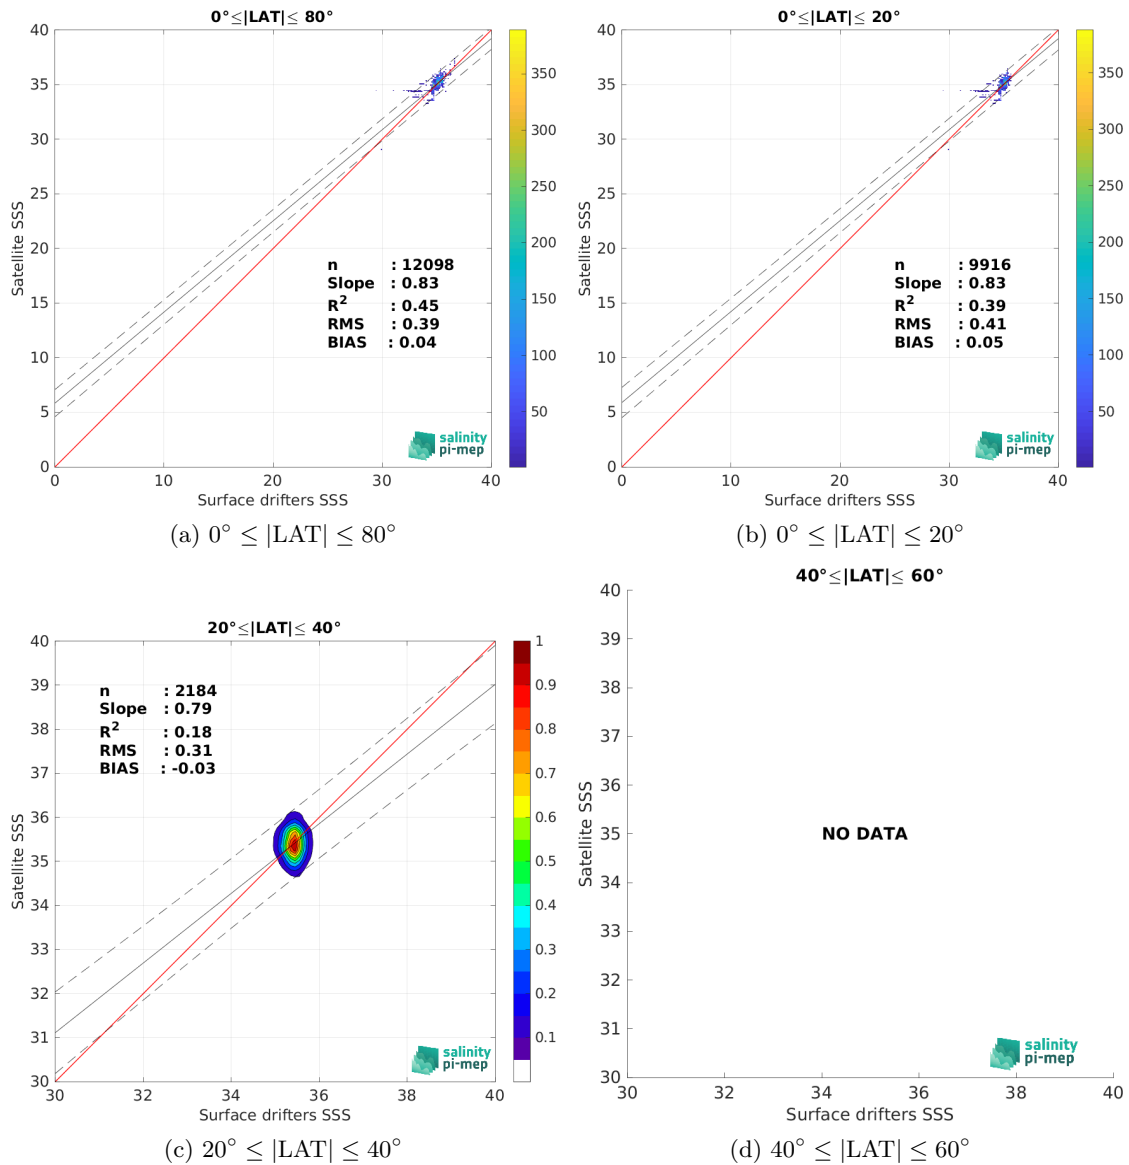 0°≤|LAT|≤ 80°
40
35
30
25
20
15
10
5
0
0
10
20
30
40
Satellite SSS
Surface drifters SSS
n : 12098
Slope : 0.83
R² : 0.45
RMS : 0.39
BIAS : 0.04
salinity
pi-mep
350
300
250
200
150
100
50
(a) 0° ≤ |LAT| ≤ 80°
0°≤|LAT|≤ 20°
40
35
30
25
20
15
10
5
0
0
10
20
30
40
Satellite SSS
Surface drifters SSS
n : 9916
Slope : 0.83
R² : 0.39
RMS : 0.41
BIAS : 0.05
salinity
pi-mep
350
300
250
200
150
100
50
(b) 0° ≤ |LAT| ≤ 20°
20°≤|LAT|≤ 40°
40
39
38
37
36
35
34
33
32
31
30
30
32
34
36
38
40
Satellite SSS
Surface drifters SSS
n : 2184
Slope : 0.79
R² : 0.18
RMS : 0.31
BIAS : -0.03
salinity
pi-mep
1
0.9
0.8
0.7
0.6
0.5
0.4
0.3
0.2
0.1
(c) 20° ≤ |LAT| ≤ 40°
40°≤|LAT|≤ 60°
40
39
38
37
36
35
34
33
32
31
30
30
32
34
36
38
40
Satellite SSS
Surface drifters SSS
NO DATA
salinity
pi-mep
(d) 40° ≤ |LAT| ≤ 60°